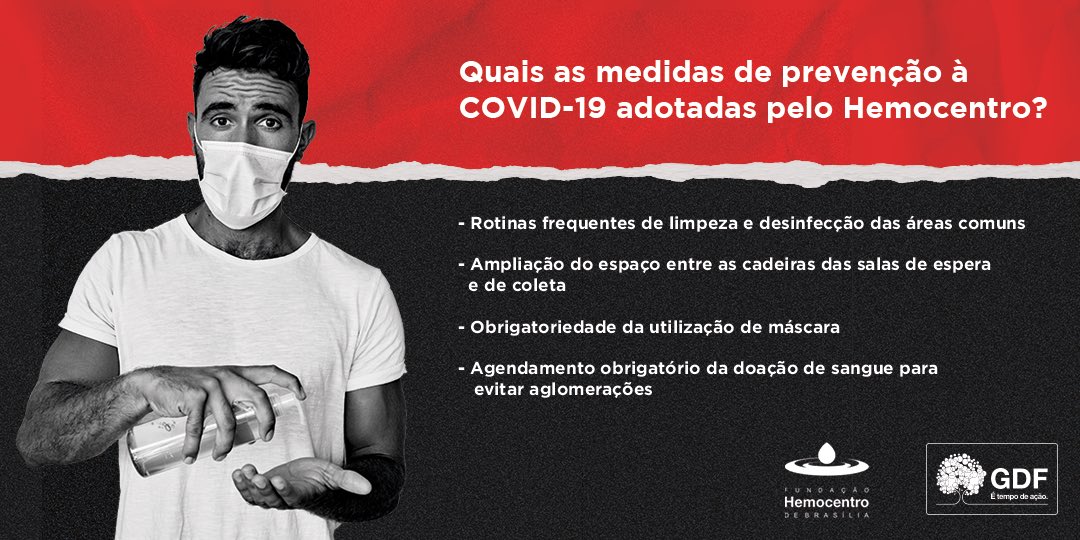 Quais as medidas de prevenção à
COVID-19 adotadas pelo Hemocentro?
- Rotinas frequentes de limpeza e desinfecção das áreas comuns
- Ampliação do espaço entre as cadeiras das salas de espera
e de coleta
- Obrigatoriedade da utilização de máscara
- Agendamento obrigatório da doação de sangue para
evitar aglomerações
FUNDAÇÃO
Hemocentro
DE BRASÍLIA
GDF
É tempo de ação.